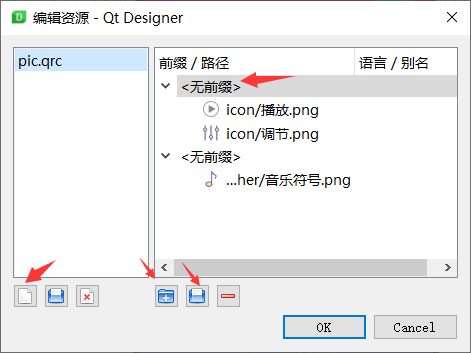 编辑资源 - Qt Designer
pic.qrc
前缀 / 路径 语言 / 别名
<无前缀>
icon/播放.png
icon/调节.png
<无前缀>
...her/音乐符号.png
OK Cancel